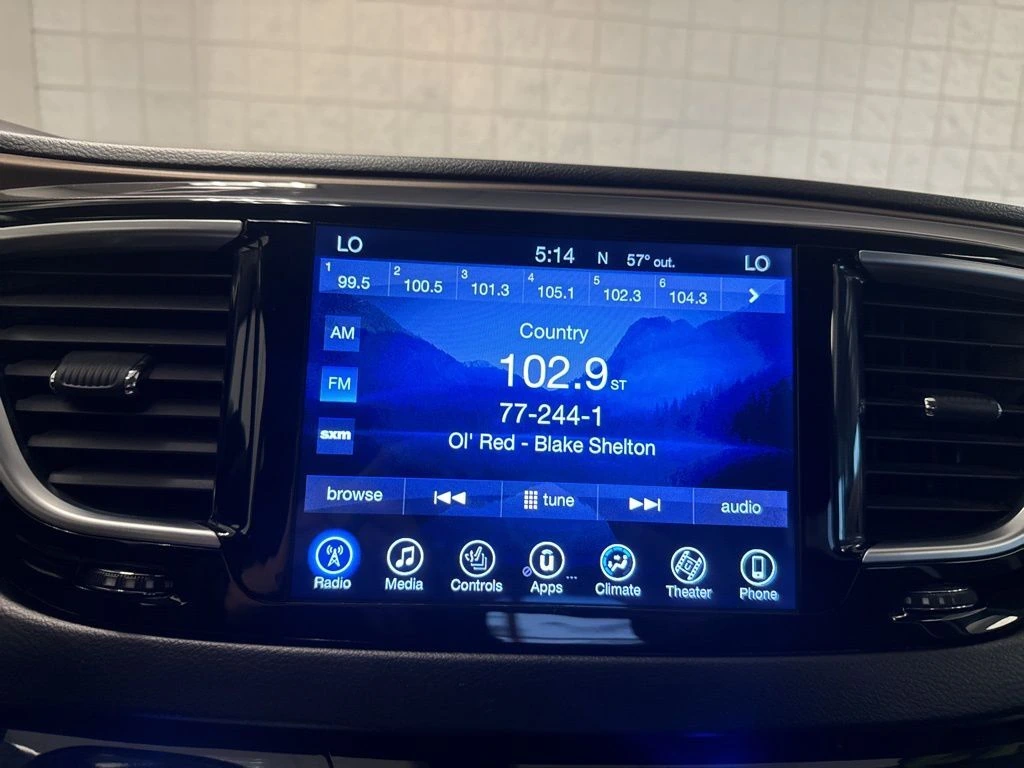 LO 5:14 N 57° out. LO
1 99.5 2 100.5 3 101.3 4 105.1 5 102.3 6 104.3
AM
FM
sxm
Country
102.9 ST
77-244-1
Ol' Red - Blake Shelton
browse tune audio
Radio Media Controls Apps Climate Theater Phone